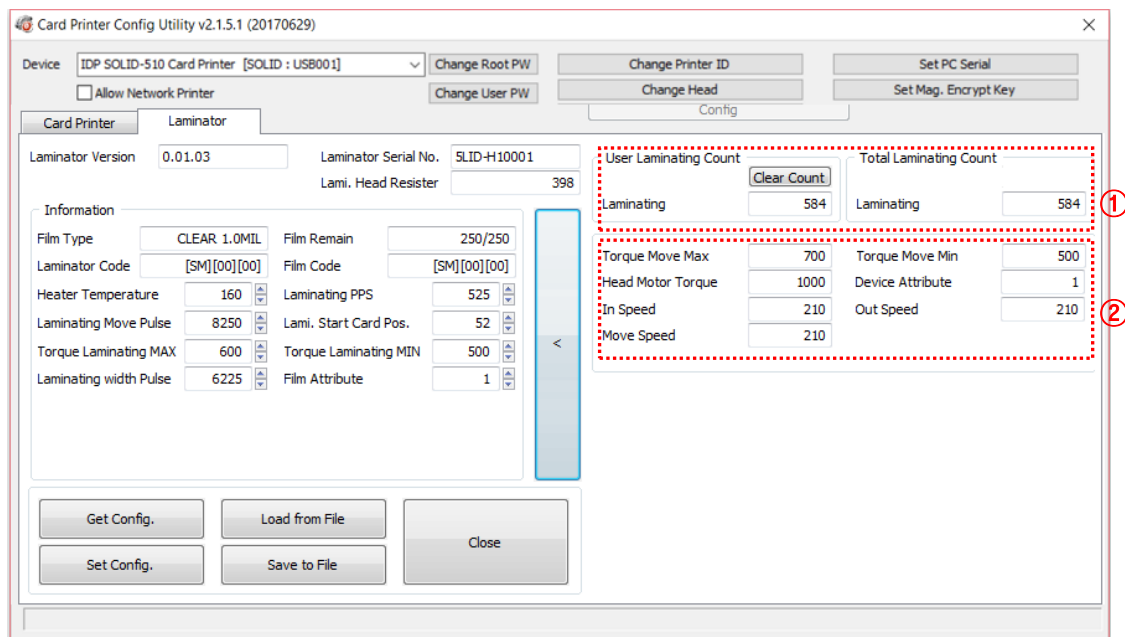 Card Printer Config Utility v2.1.5.1 (20170629)
Device IDP SOLID-510 Card Printer [SOLID : USB001] Change Root PW Change Printer ID Set PC Serial
Allow Network Printer Change User PW Change Head Set Mag. Encrypt Key
Config
Card Printer Laminator
Laminator Version 0.01.03 Laminator Serial No. 5LID-H10001
Lami. Head Resister 398
Information
Film Type CLEAR 1.0MIL Film Remain 250/250
Laminator Code [SM][00][00] Film Code [SM][00][00]
Heater Temperature 160 Laminating PPS 525
Laminating Move Pulse 8250 Lami. Start Card Pos. 52
Torque Laminating MAX 600 Torque Laminating MIN 500
Laminating width Pulse 6225 Film Attribute 1
<
User Laminating Count Total Laminating Count
Clear Count
Laminating 584 Laminating 584
①
Torque Move Max 700 Torque Move Min 500
Head Motor Torque 1000 Device Attribute 1
In Speed 210 Out Speed 210
②
Move Speed 210
Get Config. Load from File Close
Set Config. Save to File